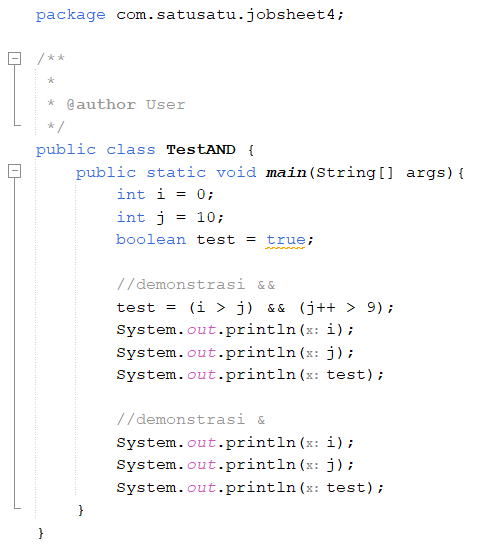 package com.satusatu.jobsheet4;
/**
*
* @author User
*/
public class TestAND {
public static void main(String[] args){
int i = 0;
int j = 10;
boolean test = true;
//demonstrasi &&
test = (i > j) && (j++ > 9);
System.out.println(x: i);
System.out.println(x: j);
System.out.println(x: test);
//demonstrasi &
System.out.println(x: i);
System.out.println(x: j);
System.out.println(x: test);
}
}